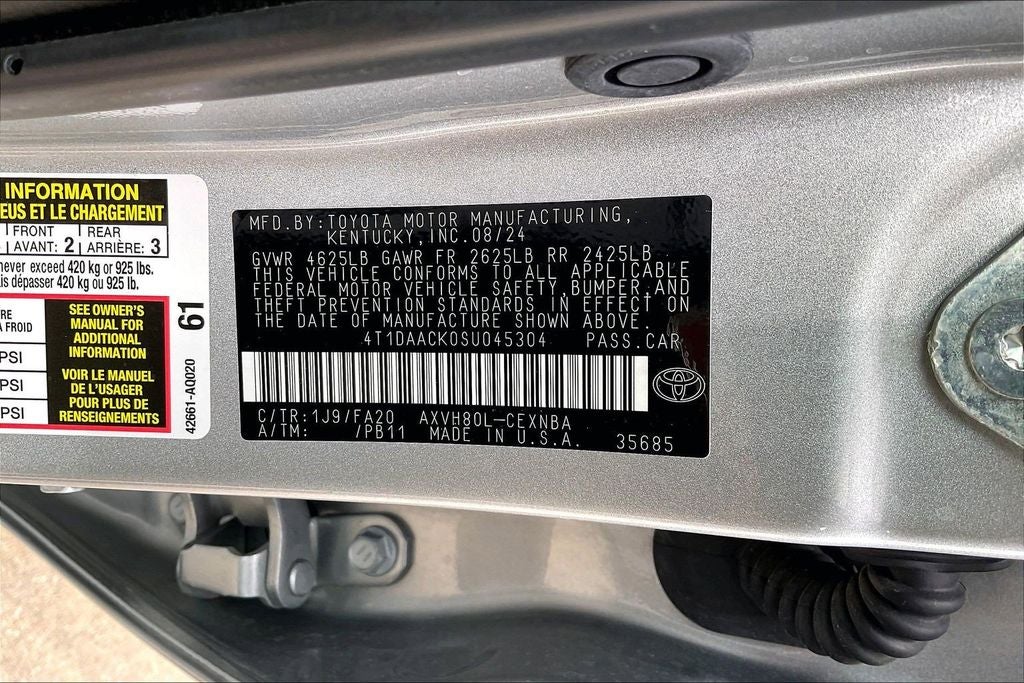 INFORMATION
EUS ET LE CHARGEMENT
FRONT REAR
AVANT: 2 ARRIÈRE: 3
never exceed 420 kg or 925 lbs.
is dépasser 420 kg ou 925 lb.
RE
À FROID
PSI
PSI
PSI
SEE OWNER'S
MANUAL FOR
ADDITIONAL
INFORMATION
VOIR LE MANUEL
DE L'USAGER
POUR PLUS DE
RENSEIGNEMENTS
61
42661-AQ020
MFD.BY:TOYOTA MOTOR MANUFACTURING,
KENTUCKY,INC.08/24
GVWR 4625LB GAWR FR 2625LB RR 2425LB
THIS VEHICLE CONFORMS TO ALL APPLICABLE
FEDERAL MOTOR VEHICLE SAFETY,BUMPER,AND
THEFT PREVENTION STANDARDS IN EFFECT ON
THE DATE OF MANUFACTURE SHOWN ABOVE.
4T1DAACK0SU045304 PASS.CAR
C/TR:1J9/FA20 AXVH80L-CEXNBA
A/TM: /PB11 MADE IN U.S.A. 35685